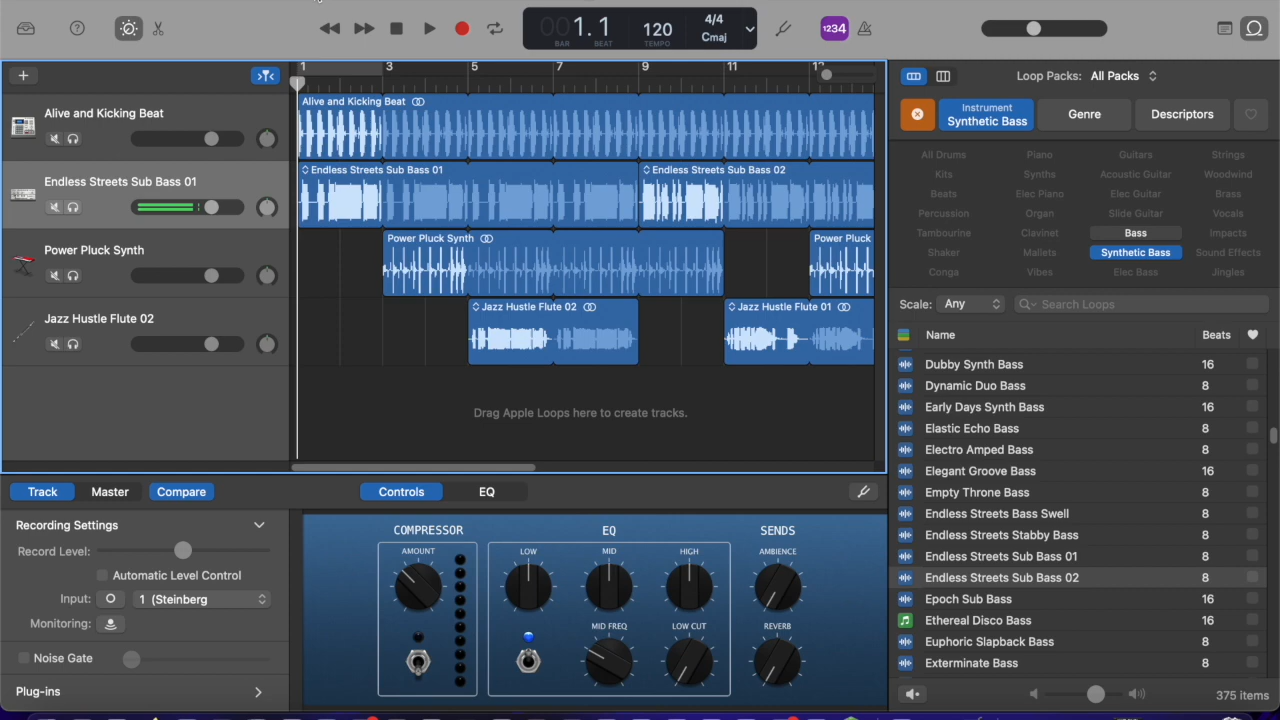 1.1
BAR
BEAT
120
TEMPO
4/4
Cmaj
1234
1
3
5
7
9
11
Loop Packs: All Packs
Instrument
Synthetic Bass
Genre
Descriptors
All Drums Piano Guitars Strings
Kits Synths Acoustic Guitar Woodwind
Beats Elec Piano Elec Guitar Brass
Percussion Organ Slide Guitar Vocals
Tambourine Clavinet Bass Impacts
Shaker Mallets Synthetic Bass Sound Effects
Conga Vibes Elec Bass Jingles
Scale: Any Search Loops
Name Beats
Dubby Synth Bass 16
Dynamic Duo Bass 8
Early Days Synth Bass 16
Elastic Echo Bass 8
Electro Amped Bass 8
Elegant Groove Bass 16
Empty Throne Bass 8
Endless Streets Bass Swell 8
Endless Streets Stabby Bass 8
Endless Streets Sub Bass 01 8
Endless Streets Sub Bass 02 8
Epoch Sub Bass 16
Ethereal Disco Bass 16
Euphoric Slapback Bass 8
Exterminate Bass 8
375 items
Alive and Kicking Beat
Endless Streets Sub Bass 01
Power Pluck Synth
Jazz Hustle Flute 02
Alive and Kicking Beat
Endless Streets Sub Bass 01
Endless Streets Sub Bass 02
Power Pluck Synth
Power Pluck
Jazz Hustle Flute 02
Jazz Hustle Flute 01
Drag Apple Loops here to create tracks.
Track Master Compare
Controls EQ
Recording Settings
Record Level:
Automatic Level Control
Input: 1 (Steinberg
Monitoring:
Noise Gate
Plug-ins
COMPRESSOR
AMOUNT
EQ
LOW MID HIGH
MID FREQ LOW CUT
SENDS
AMBIENCE
REVERB